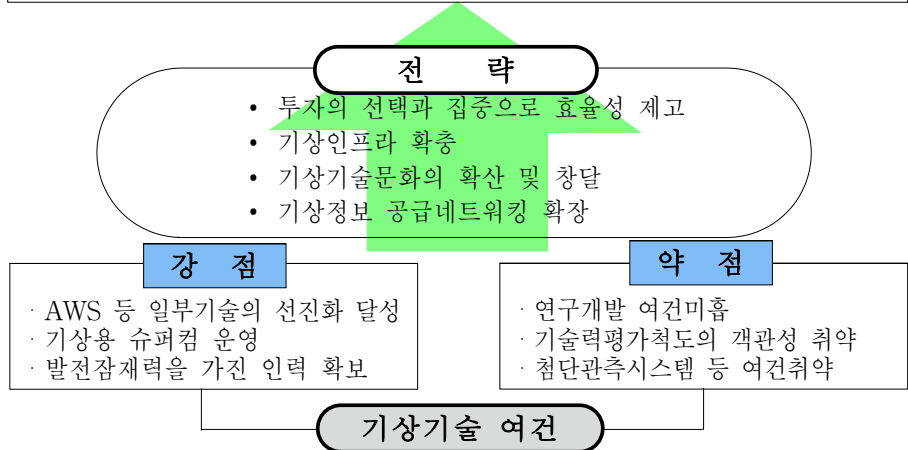 전 략
• 투자의 선택과 집중으로 효율성 제고
• 기상인프라 확충
• 기상기술문화의 확산 및 창달
• 기상정보 공급네트워킹 확장
강 점
· AWS 등 일부기술의 선진화 달성
· 기상용 슈퍼컴 운영
· 발전잠재력을 가진 인력 확보
약 점
· 연구개발 여건미흡
· 기술력평가척도의 객관성 취약
· 첨단관측시스템 등 여건취약
기상기술 여건